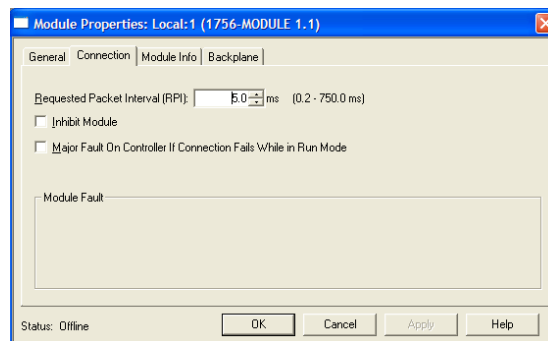 Module Properties: Local:1 (1756-MODULE 1.1)
General Connection Module Info Backplane
Requested Packet Interval (RPI): 5.0 ms (0.2 - 750.0 ms)
Inhibit Module
Major Fault On Controller If Connection Fails While in Run Mode
Module Fault
Status: Offline OK Cancel Apply Help